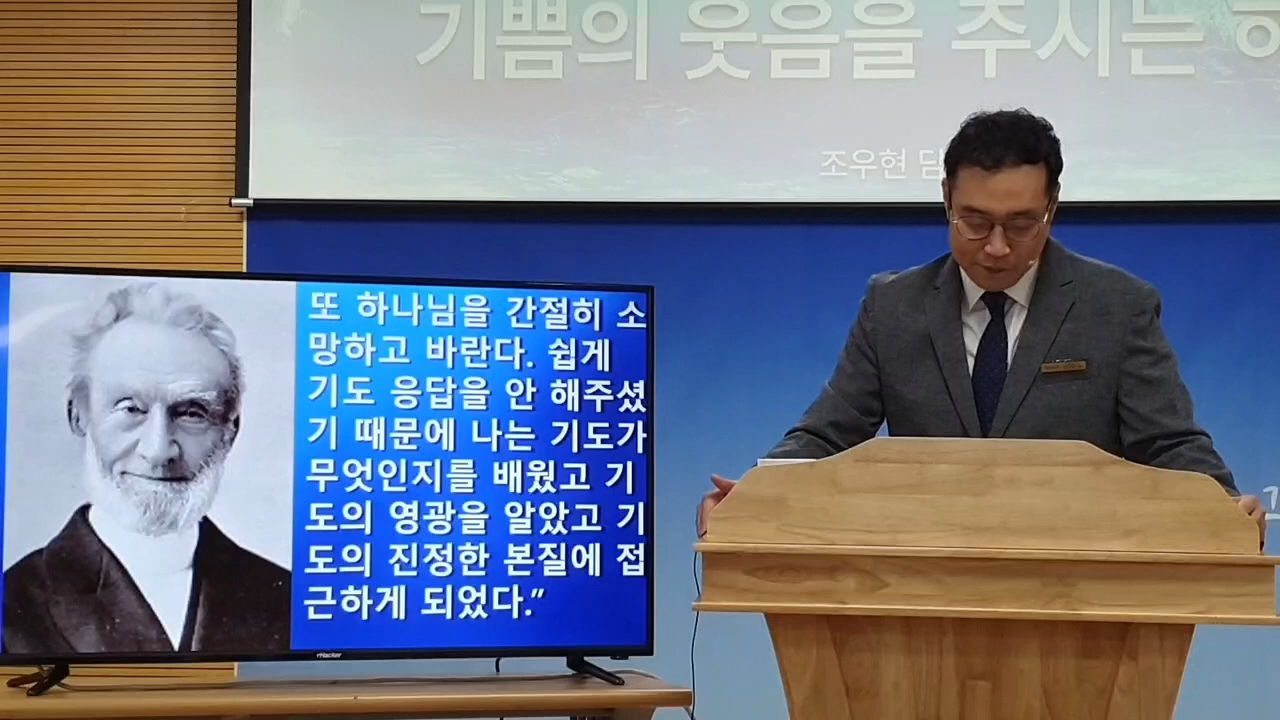 기쁨의 웃음을 주시는 하
조우현 담
또 하나님을 간절히 소
망하고 바란다. 쉽게
기도 응답을 안 해주셨
기 때문에 나는 기도가
무엇인지를 배웠고 기
도의 영광을 알았고 기
도의 진정한 본질에 접
근하게 되었다.”